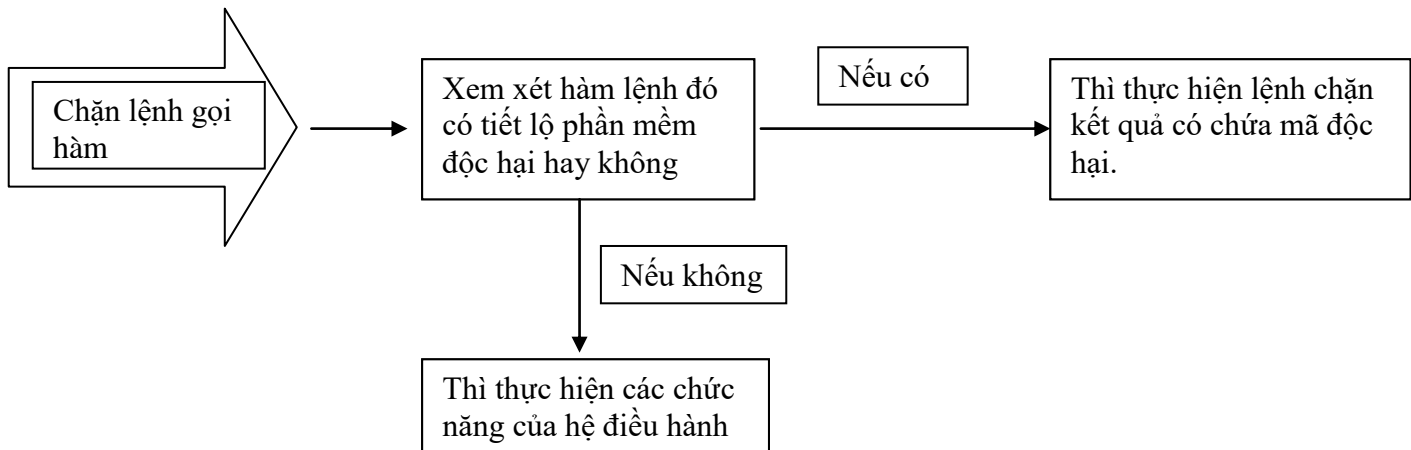 Chặn lệnh gọi
hàm
Xem xét hàm lệnh đó
có tiết lộ phần mềm
độc hại hay không
Nếu có
Thì thực hiện lệnh chặn
kết quả có chứa mã độc
hại.
Nếu không
Thì thực hiện các chức
năng của hệ điều hành